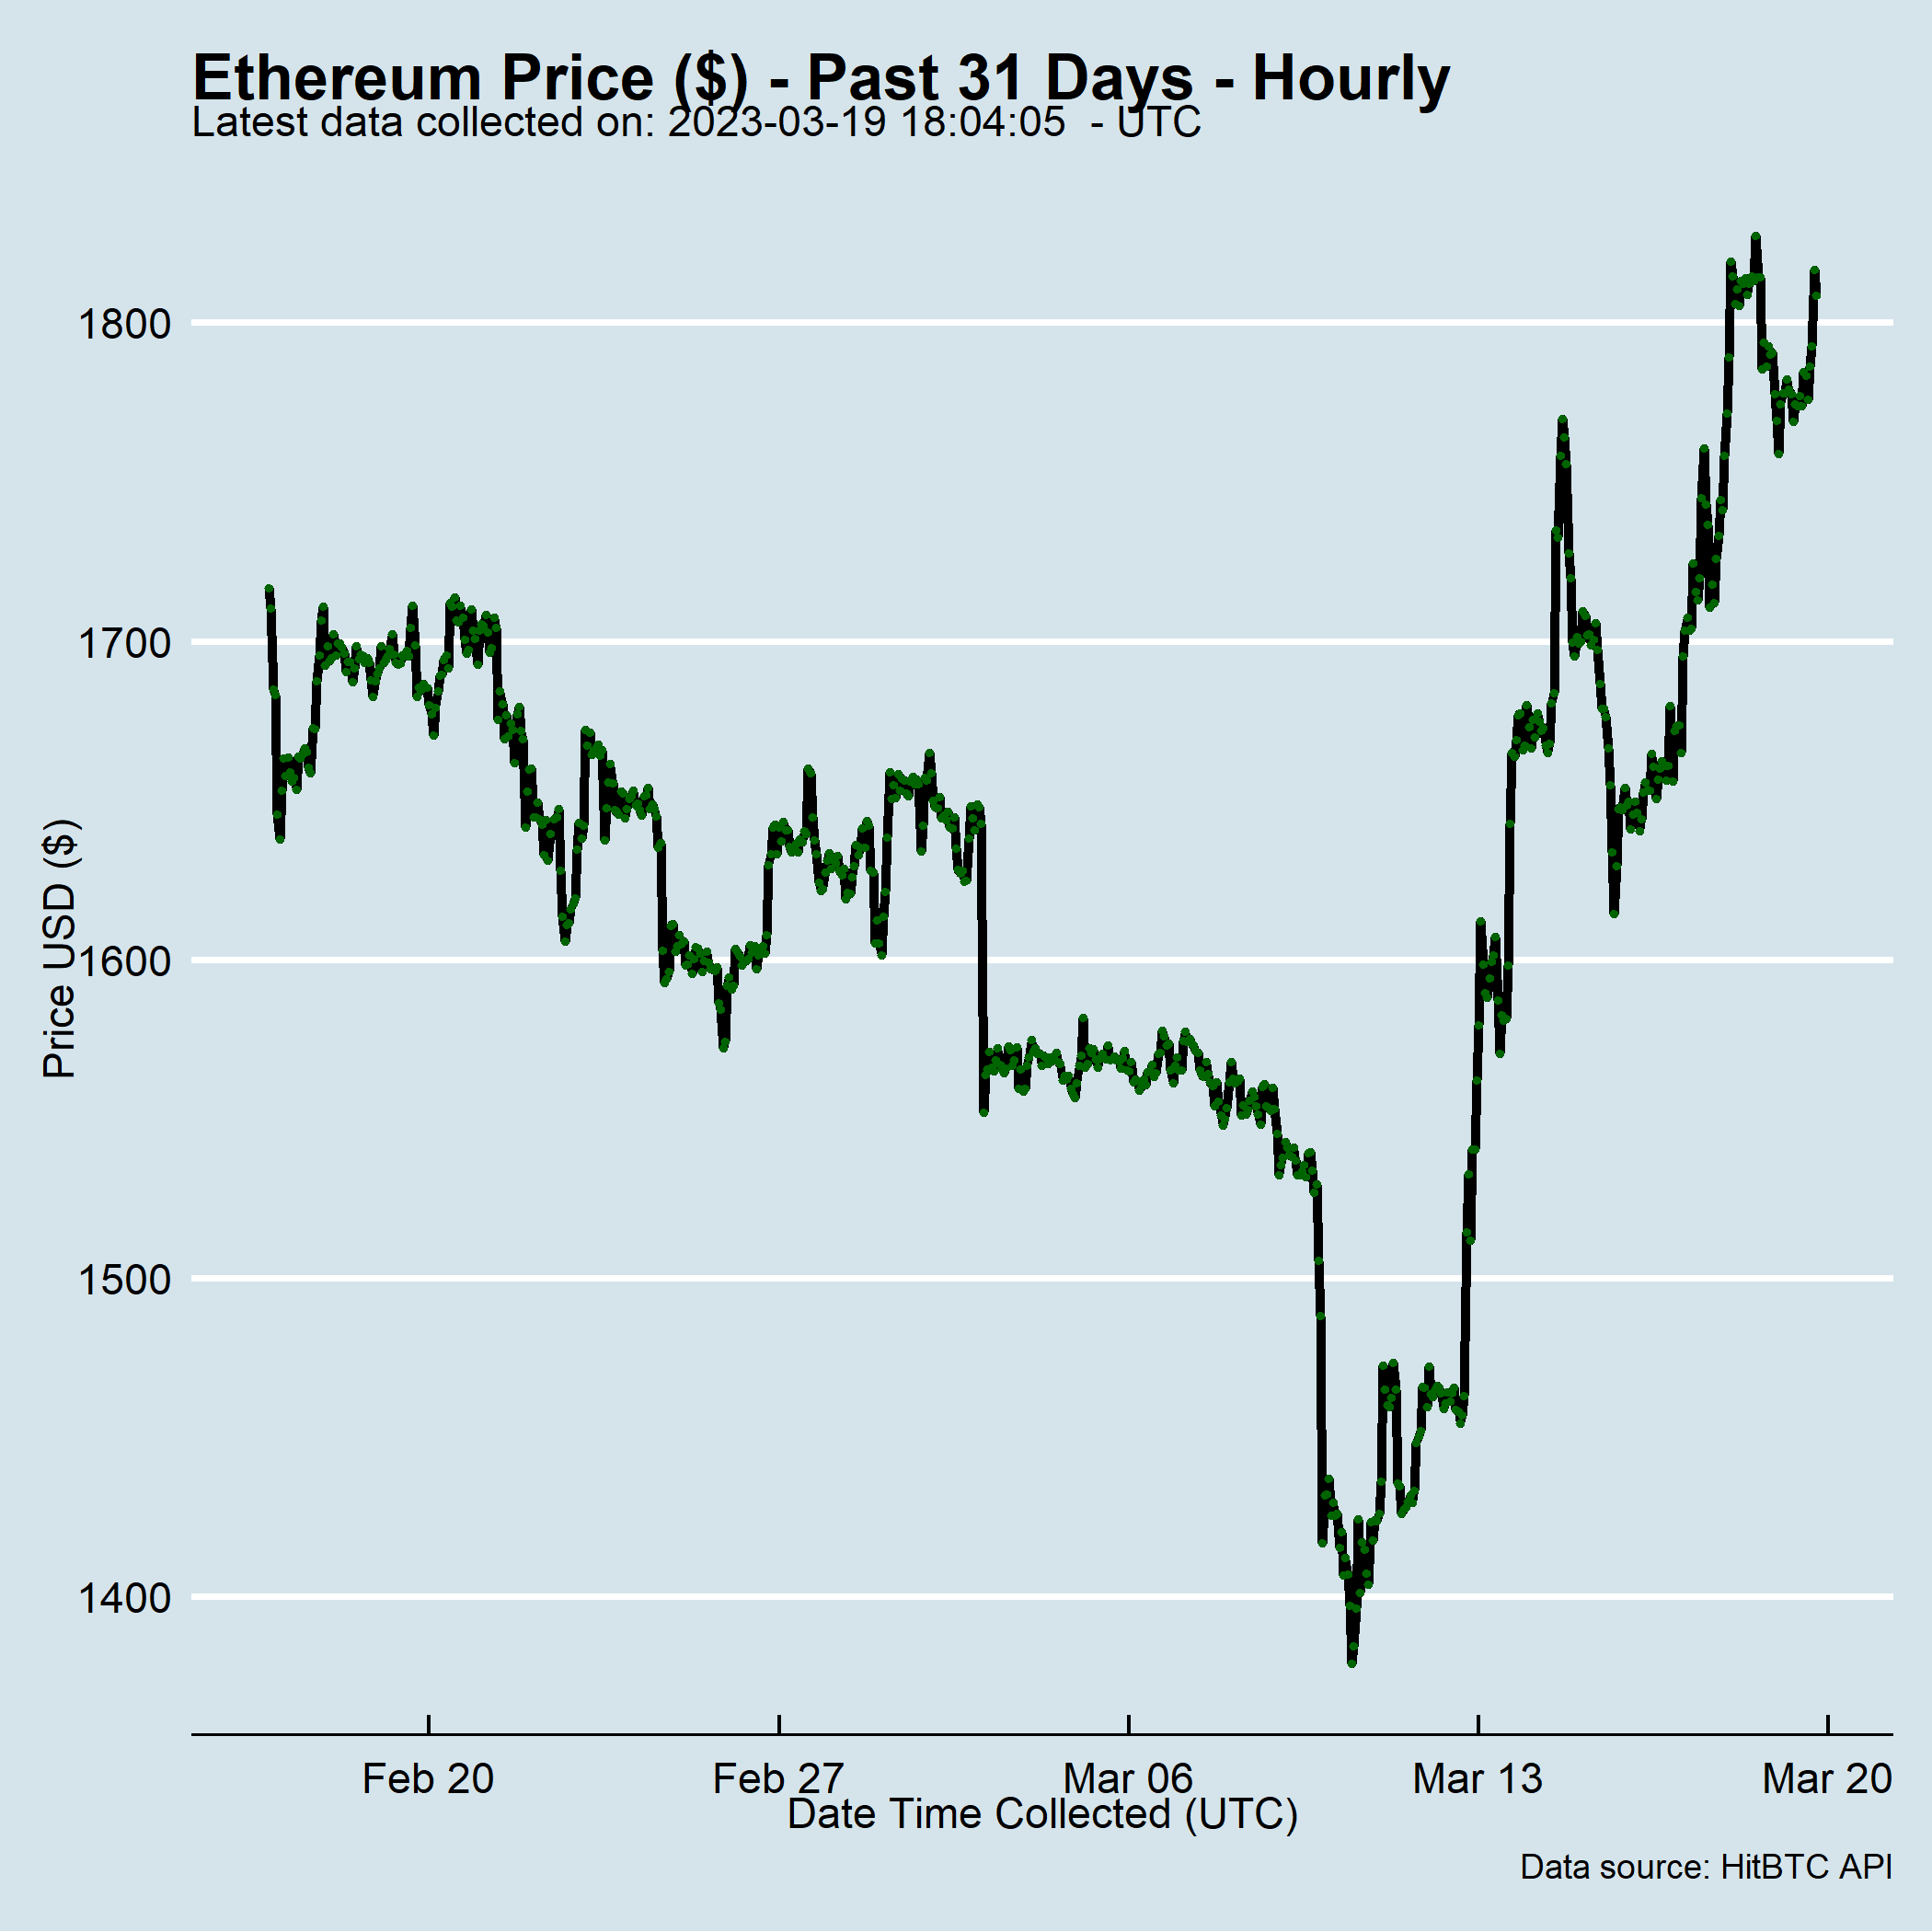 Ethereum Price ($) - Past 31 Days - Hourly
Latest data collected on: 2023-03-19 18:04:05  - UTC
1800
1700
1600
1500
1400
Price USD ($)
Feb 20
Feb 27
Mar 06
Mar 13
Mar 20
Date Time Collected (UTC)
Data source: HitBTC API